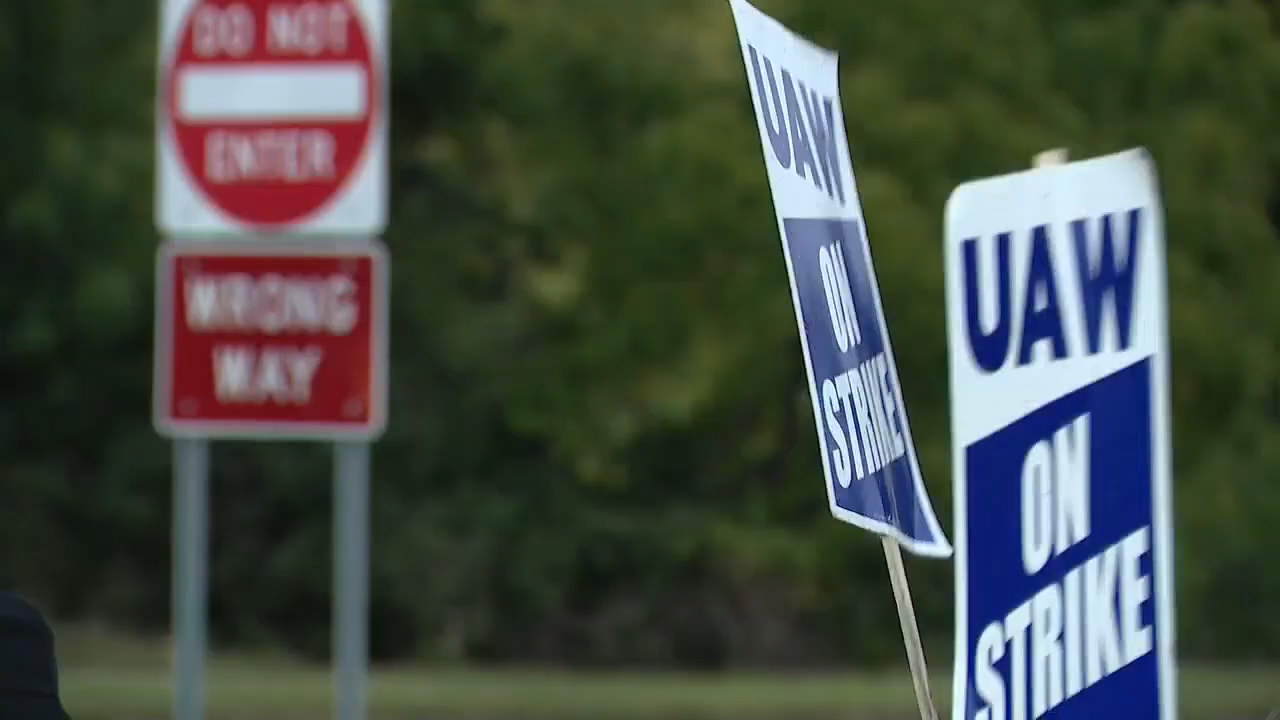 DO NOT
ENTER
WRONG
WAY
UAW
ON
STRIKE
UAW
ON
STRIKE